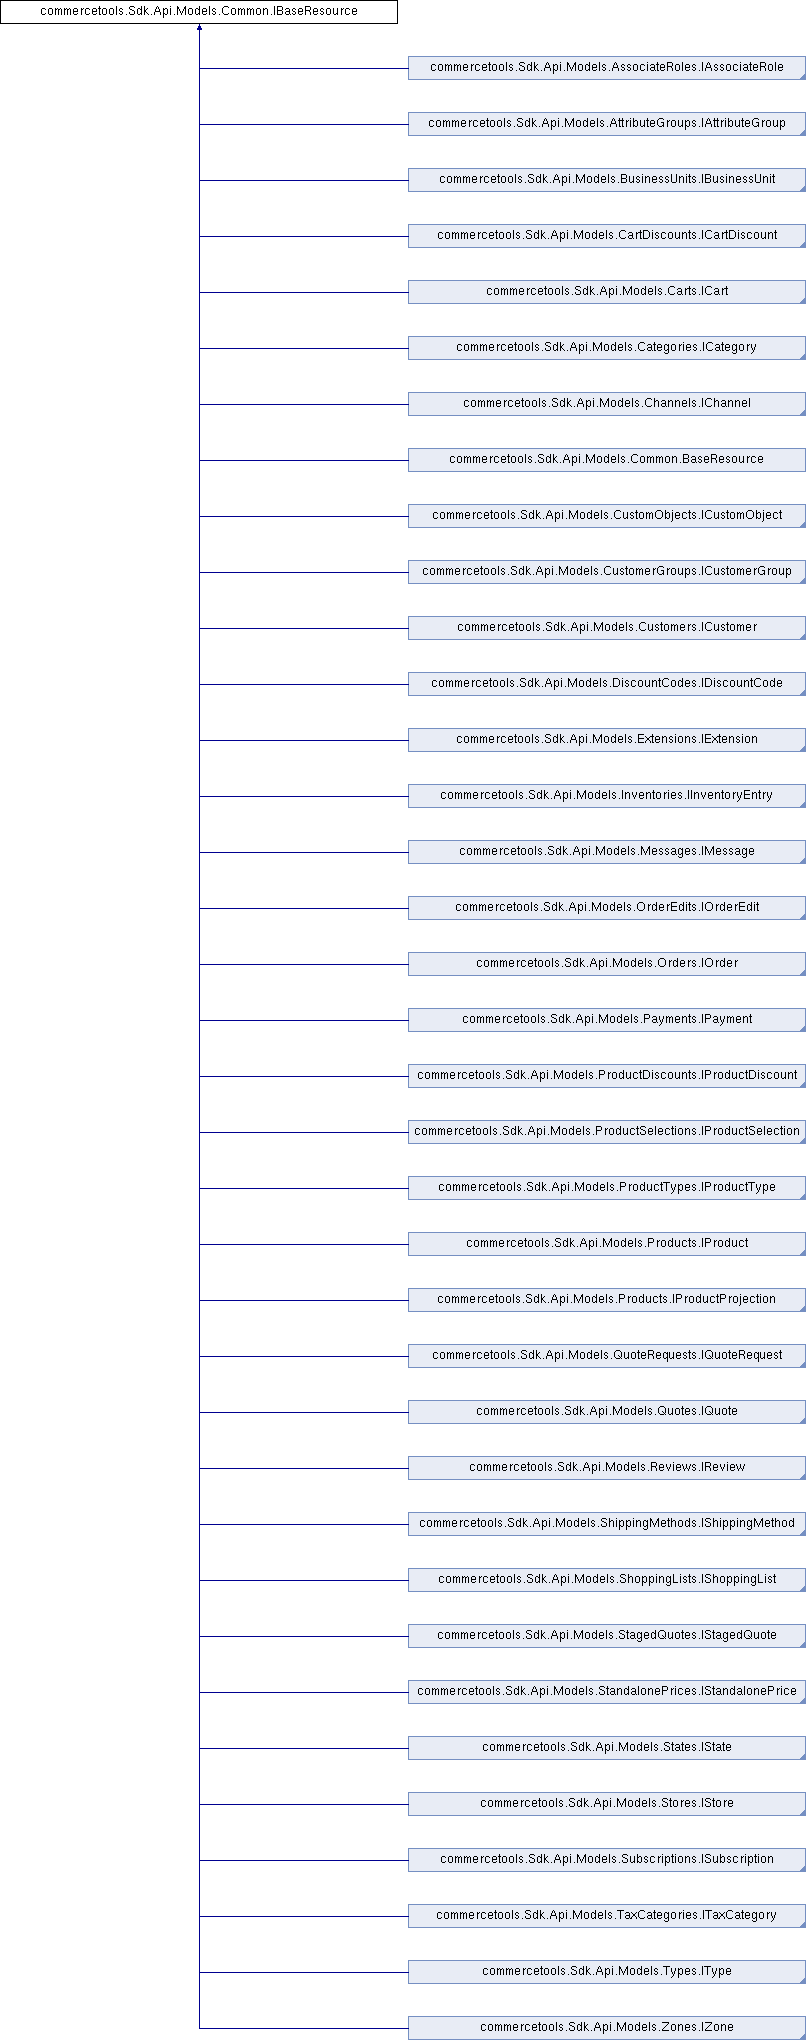 commercetools.Sdk.Api.Models.Common.IBaseResource
commercetools.Sdk.Api.Models.AssociateRoles.IAssociateRole
commercetools.Sdk.Api.Models.AttributeGroups.IAttributeGroup
commercetools.Sdk.Api.Models.BusinessUnits.IBusinessUnit
commercetools.Sdk.Api.Models.CartDiscounts.ICartDiscount
commercetools.Sdk.Api.Models.Carts.ICart
commercetools.Sdk.Api.Models.Categories.ICategory
commercetools.Sdk.Api.Models.Channels.IChannel
commercetools.Sdk.Api.Models.Common.BaseResource
commercetools.Sdk.Api.Models.CustomObjects.ICustomObject
commercetools.Sdk.Api.Models.CustomerGroups.ICustomerGroup
commercetools.Sdk.Api.Models.Customers.ICustomer
commercetools.Sdk.Api.Models.DiscountCodes.IDiscountCode
commercetools.Sdk.Api.Models.Extensions.IExtension
commercetools.Sdk.Api.Models.Inventories.IInventoryEntry
commercetools.Sdk.Api.Models.Messages.IMessage
commercetools.Sdk.Api.Models.OrderEdits.IOrderEdit
commercetools.Sdk.Api.Models.Orders.IOrder
commercetools.Sdk.Api.Models.Payments.IPayment
commercetools.Sdk.Api.Models.ProductDiscounts.IProductDiscount
commercetools.Sdk.Api.Models.ProductSelections.IProductSelection
commercetools.Sdk.Api.Models.ProductTypes.IProductType
commercetools.Sdk.Api.Models.Products.IProduct
commercetools.Sdk.Api.Models.Products.IProductProjection
commercetools.Sdk.Api.Models.QuoteRequests.IQuoteRequest
commercetools.Sdk.Api.Models.Quotes.IQuote
commercetools.Sdk.Api.Models.Reviews.IReview
commercetools.Sdk.Api.Models.ShippingMethods.IShippingMethod
commercetools.Sdk.Api.Models.ShoppingLists.IShoppingList
commercetools.Sdk.Api.Models.StagedQuotes.IStagedQuote
commercetools.Sdk.Api.Models.StandalonePrices.IStandalonePrice
commercetools.Sdk.Api.Models.States.IState
commercetools.Sdk.Api.Models.Stores.IStore
commercetools.Sdk.Api.Models.Subscriptions.ISubscription
commercetools.Sdk.Api.Models.TaxCategories.ITaxCategory
commercetools.Sdk.Api.Models.Types.IType
commercetools.Sdk.Api.Models.Zones.IZone